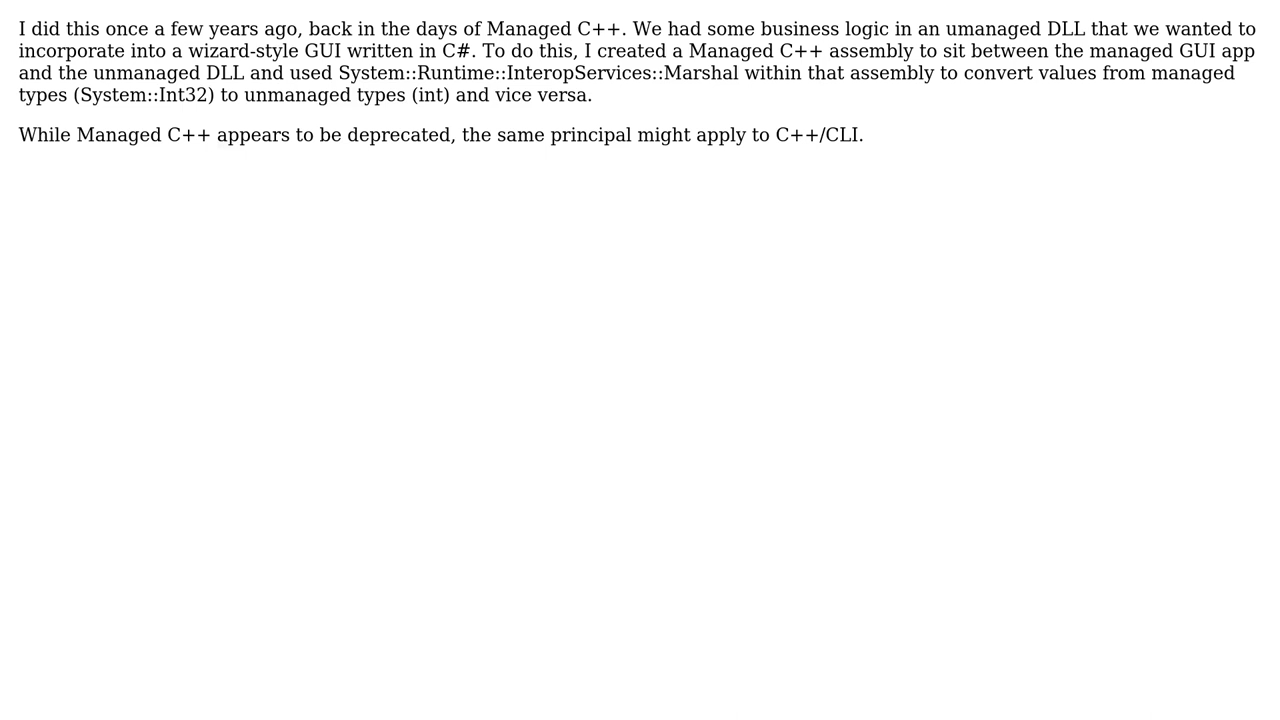 I did this once a few years ago, back in the days of Managed C++. We had some business logic in an umanaged DLL that we wanted to
incorporate into a wizard-style GUI written in C#. To do this, I created a Managed C++ assembly to sit between the managed GUI app
and the unmanaged DLL and used System::Runtime::InteropServices::Marshal within that assembly to convert values from managed
types (System::Int32) to unmanaged types (int) and vice versa.
While Managed C++ appears to be deprecated, the same principal might apply to C++/CLI.